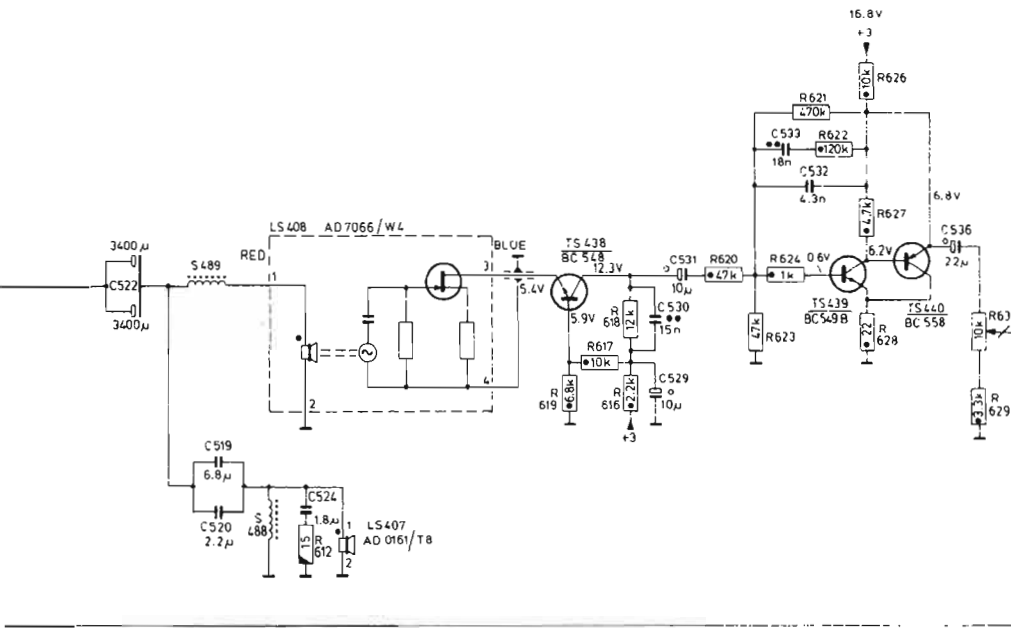 16.8V
+3
10k
R626
R621
470k
C533
18n
R622
120k
C532
4.3n
4.7k
R627
6.8V
C536
22µ
6.2V
0.6V
LS408 AD7066/W4
RED
1
2
3
4
BLUE
5.4V
3400µ
C522
3400µ
S489
TS438
BC548
12.3V
5.9V
C531
10µ
R620
47k
R624
1k
TS439
BC549B
TS440
BC558
22
R
628
47k
R623
R
618
12k
C530
15n
R617
10k
C529
10µ
R
619
6.8k
R
616
2.2k
+3
10k
R63
3.3k
R
629
C519
6.8µ
C520
2.2µ
S
488
C524
1.8µ
15
R
612
1
2
LS407
AD0161/T8